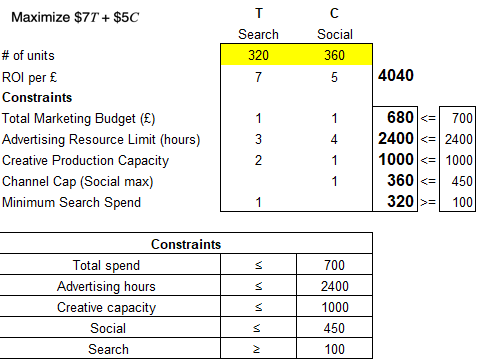 Maximize $7T + $5C
T C
Search Social
# of units 320 360
ROI per £ 7 5 4040
Constraints
Total Marketing Budget (£) 1 1 680 <= 700
Advertising Resource Limit (hours) 3 4 2400 <= 2400
Creative Production Capacity 2 1 1000 <= 1000
Channel Cap (Social max) 1 360 <= 450
Minimum Search Spend 1 320 >= 100
Constraints
Total spend ≤ 700
Advertising hours ≤ 2400
Creative capacity ≤ 1000
Social ≤ 450
Search ≥ 100